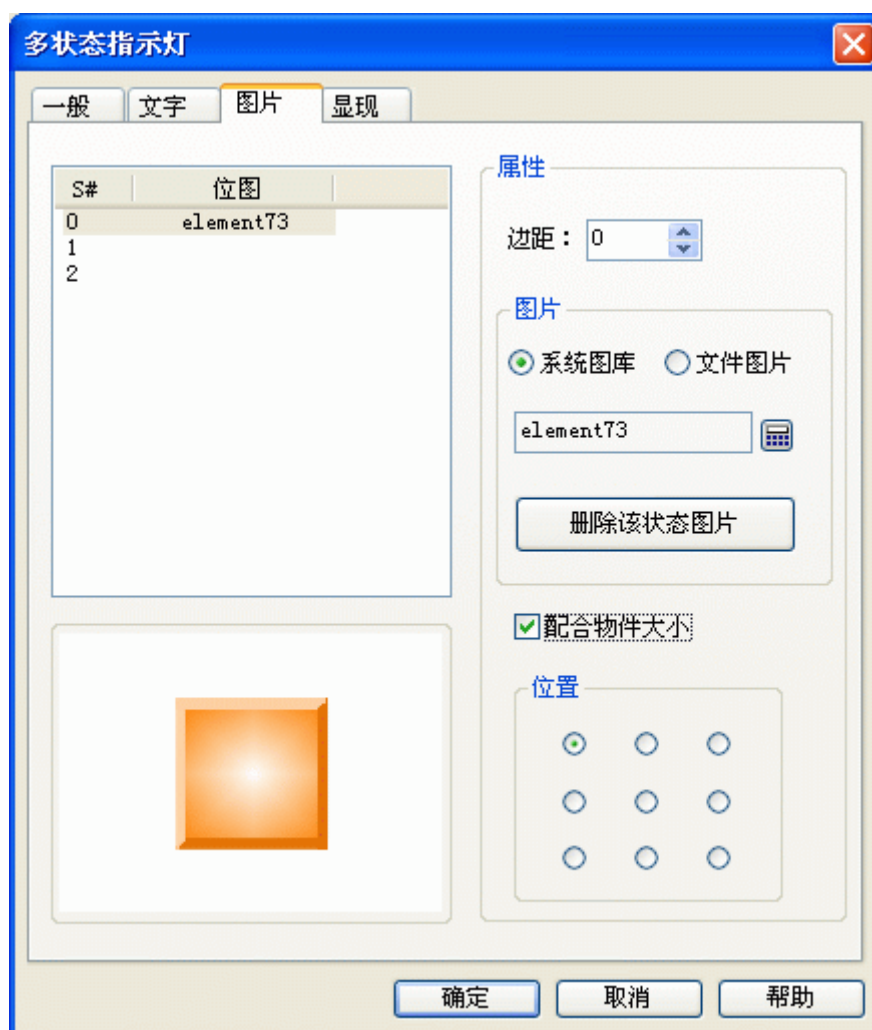 多状态指示灯
一般 文字 图片 显现
S# 位图
0 element73
1
2
属性
边距： 0
图片
系统图库 文件图片
element73
删除该状态图片
配合物件大小
位置
确定 取消 帮助